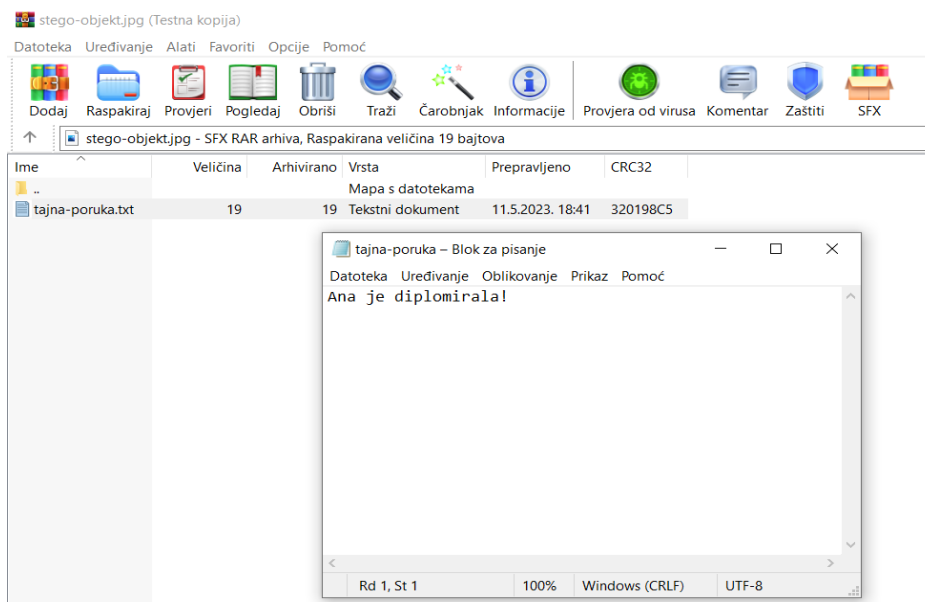 stego-objekt.jpg (Testna kopija)
Datoteka Uređivanje Alati Favoriti Opcije Pomoć
Dodaj Raspakiraj Provjeri Pogledaj Obriši Traži Čarobnjak Informacije Provjera od virusa Komentar Zaštiti SFX
stego-objekt.jpg - SFX RAR arhiva, Raspakirana veličina 19 bajtova
Ime Veličina Arhivirano Vrsta Prepravljeno CRC32
.. Mapa s datotekama
tajna-poruka.txt 19 19 Tekstni dokument 11.5.2023. 18:41 320198C5
tajna-poruka – Blok za pisanje
Datoteka Uređivanje Oblikovanje Prikaz Pomoć
Ana je diplomirala!
Rd 1, St 1 100% Windows (CRLF) UTF-8